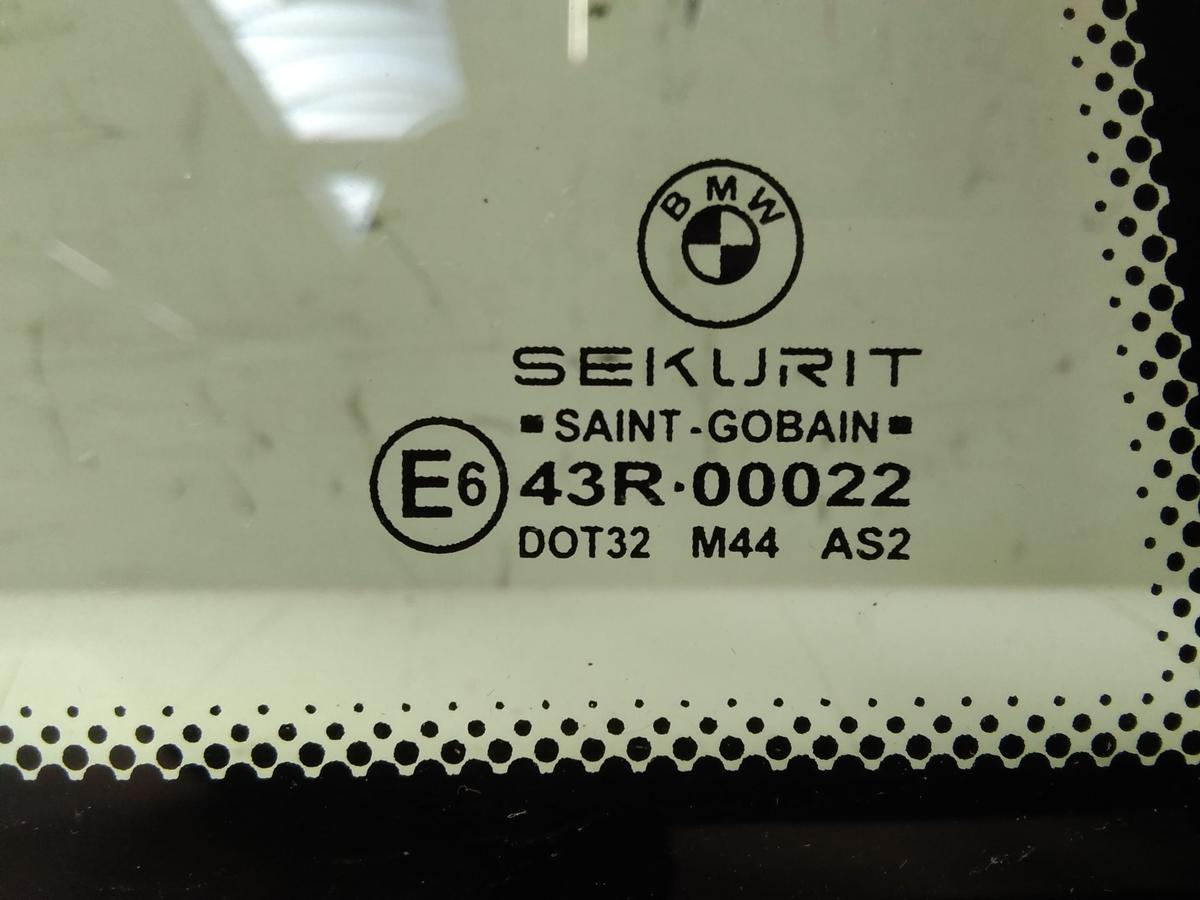 BMW
SEKURIT
SAINT-GOBAIN
E6 43R·00022
DOT32 M44 AS2